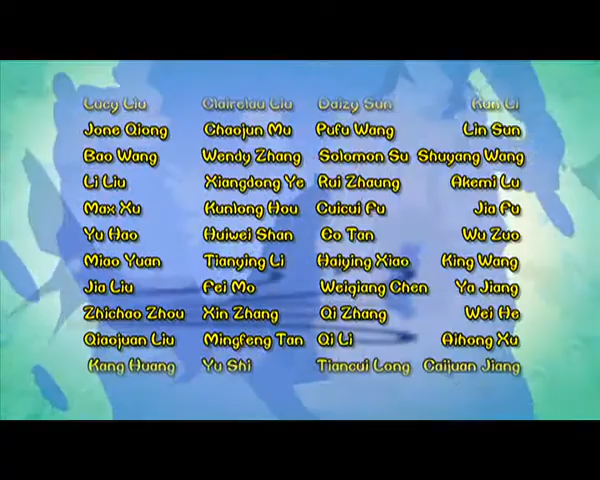 Lucy Liu Clairelau Liu Daizy Sun Kun Li
Jone Qiong Chaojun Mu Pufu Wang Lin Sun
Bao Wang Wendy Zhang Solomon Su Shuyang Wang
Li Liu Xiangdong Ye Rui Zhaung Akemi Lu
Max Xu Kunlong Hou Cuicui Fu Jia Fu
Yu Hao Huiwei Shan Bo Tan Wu Zuo
Miao Yuan Tianying Li Haiying Xiao King Wang
Jia Liu Fei Mo Weiqiang Chen Ya Jiang
Zhichao Zhou Xin Zhang Qi Zhang Wei He
Qiaojuan Liu Mingfeng Tan Qi Li Aihong Xu
Kang Huang Yu Shi Tiancui Long Caijuan Jiang